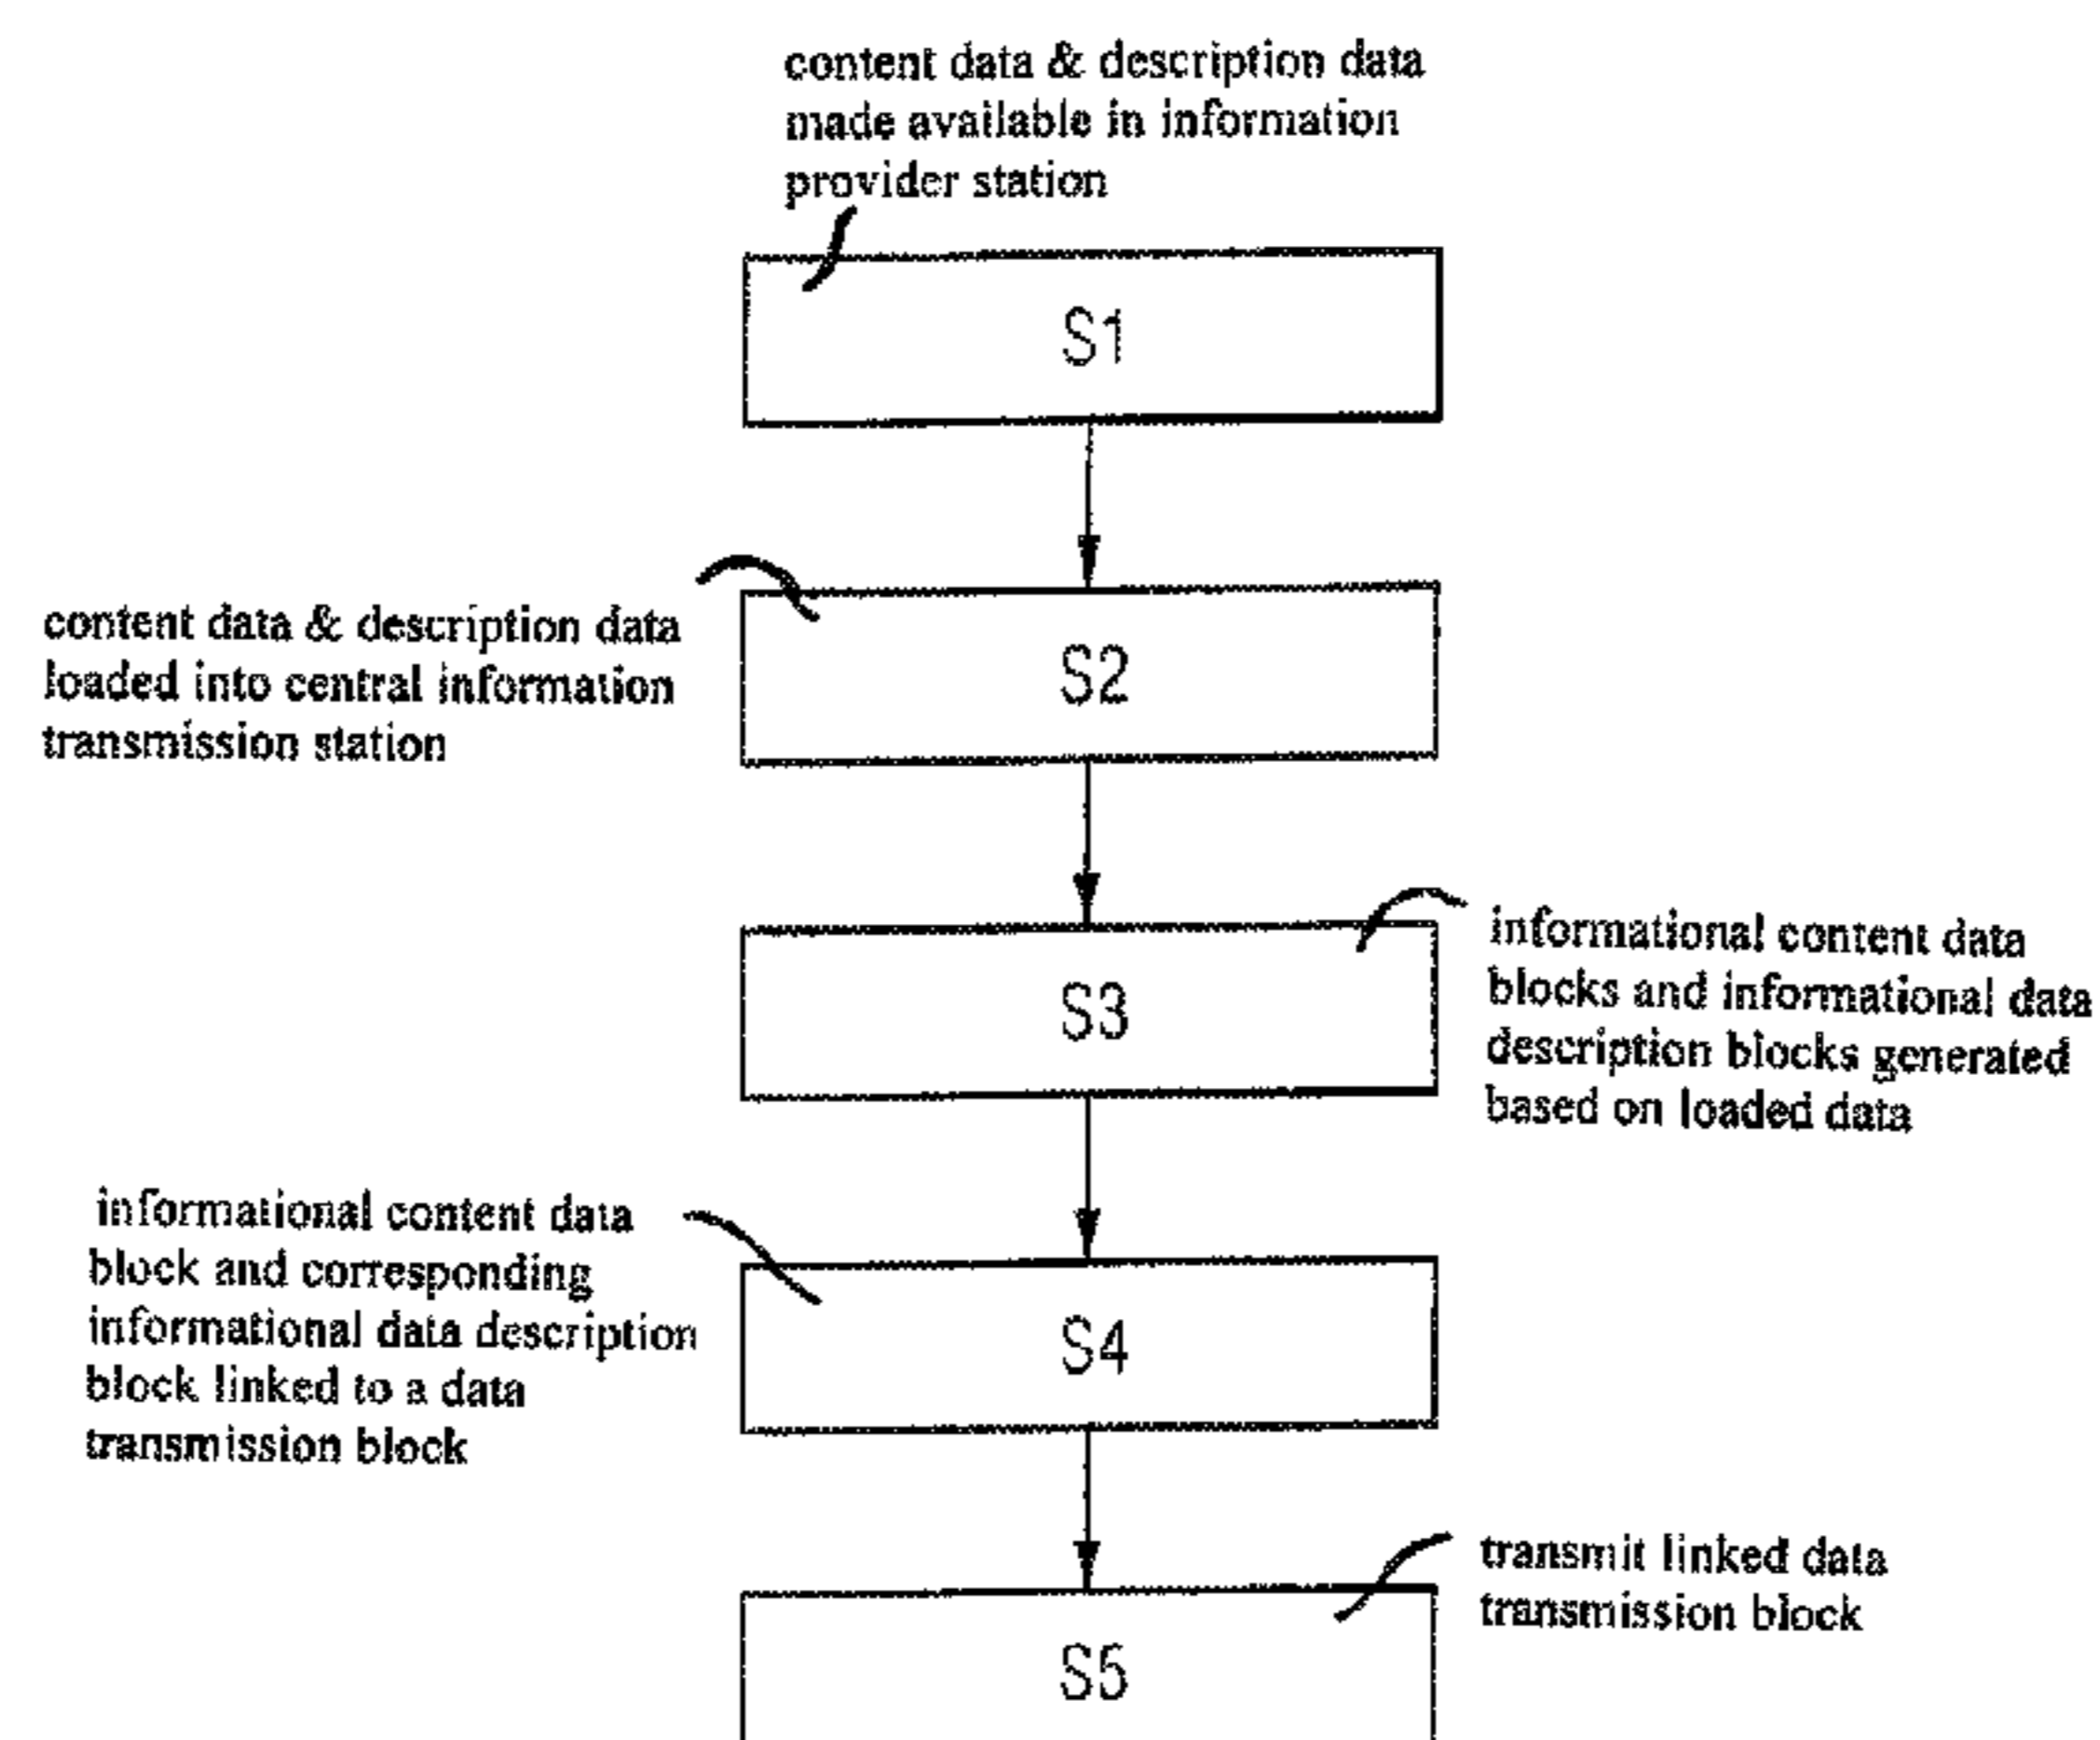 content data & description data
made available in information
provider station
S1
content data & description data
loaded into central information
transmission station
S2
informational content data
blocks and informational data
description blocks generated
based on loaded data
S3
informational content data
block and corresponding
informational data description
block linked to a data
transmission block
S4
transmit linked data
transmission block
S5